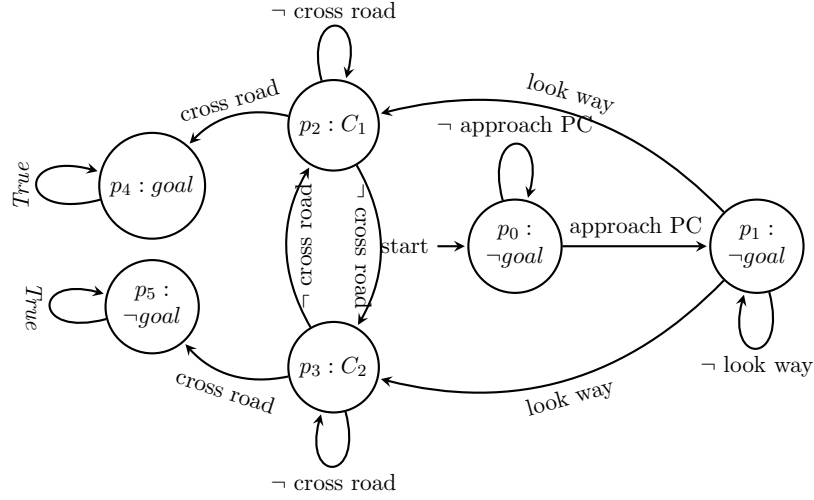 ¬ cross road
look way
cross road
p₂ : C₁
¬ approach PC
True
p₄ : goal
¬ cross road
¬ cross road
start
p₀ :
¬goal
approach PC
p₁ :
¬goal
True
p₅ :
¬goal
p₃ : C₂
¬ look way
cross road
look way
¬ cross road